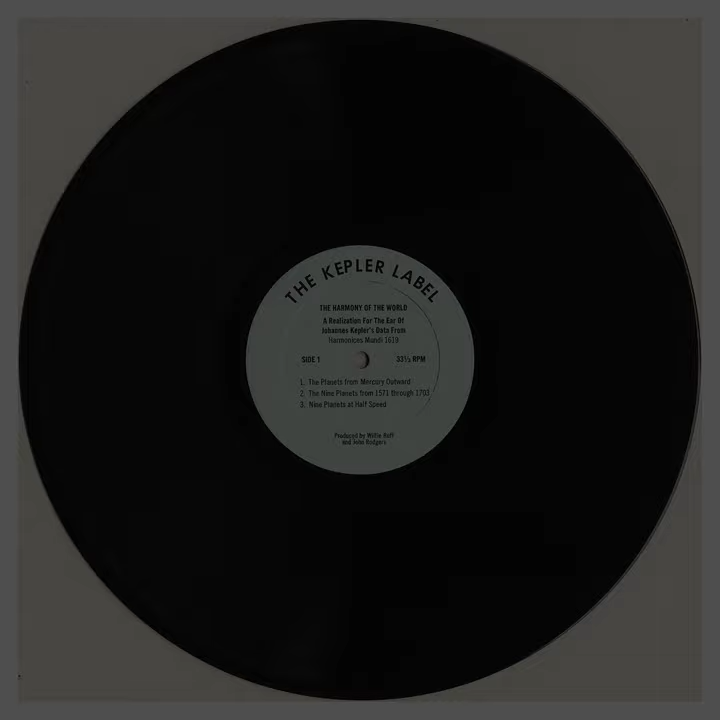 THE KEPLER LABEL
THE HARMONY OF THE WORLD
A Realization For The Ear Of
Johannes Kepler's Data From
Harmonices Mundi 1619
SIDE 1 33⅓ RPM
1. The Planets from Mercury Outward
2. The Nine Planets from 1571 through 1703
3. Nine Planets at Half Speed
Produced by Willie Ruff
and John Rodgers